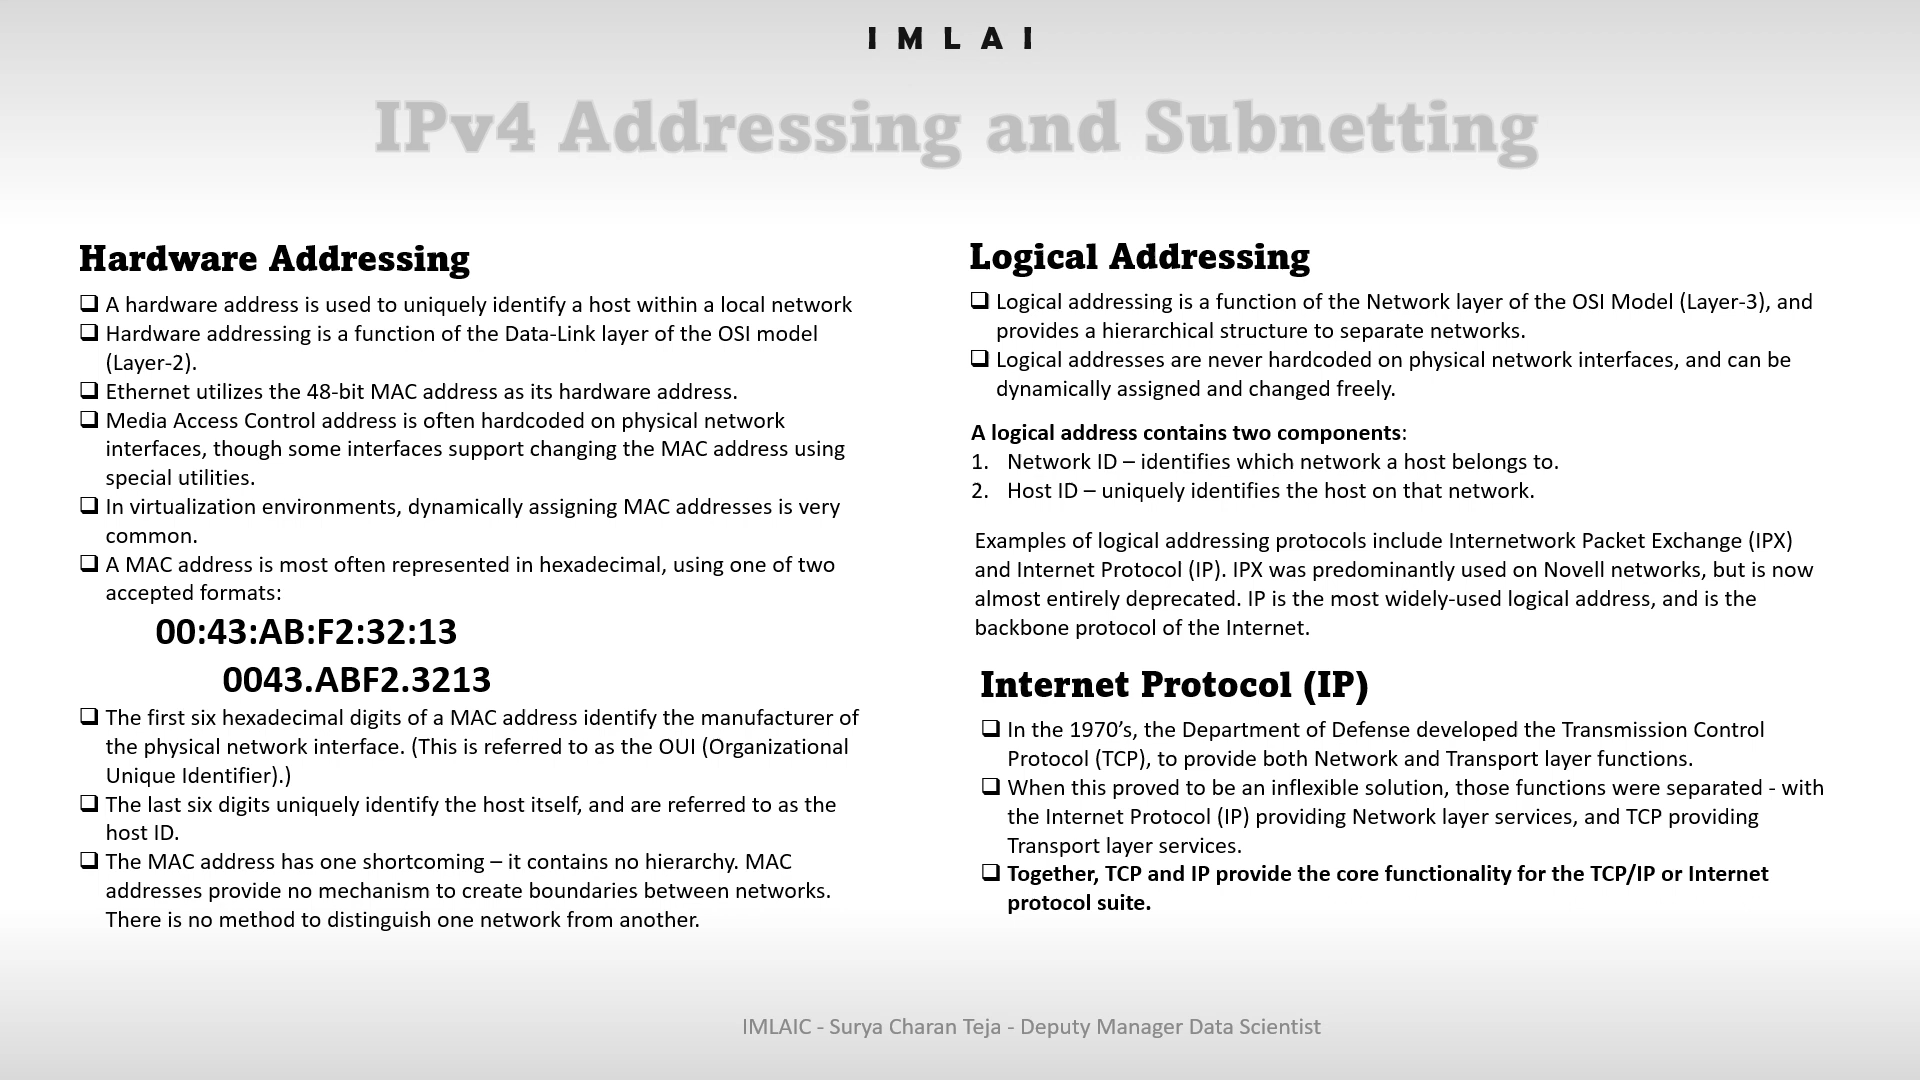 IMLAI
IPv4 Addressing and Subnetting
Hardware Addressing
❑ A hardware address is used to uniquely identify a host within a local network
❑ Hardware addressing is a function of the Data-Link layer of the OSI model
(Layer-2).
❑ Ethernet utilizes the 48-bit MAC address as its hardware address.
❑ Media Access Control address is often hardcoded on physical network
interfaces, though some interfaces support changing the MAC address using
special utilities.
❑ In virtualization environments, dynamically assigning MAC addresses is very
common.
❑ A MAC address is most often represented in hexadecimal, using one of two
accepted formats:
00:43:AB:F2:32:13
0043.ABF2.3213
❑ The first six hexadecimal digits of a MAC address identify the manufacturer of
the physical network interface. (This is referred to as the OUI (Organizational
Unique Identifier).)
❑ The last six digits uniquely identify the host itself, and are referred to as the
host ID.
❑ The MAC address has one shortcoming – it contains no hierarchy. MAC
addresses provide no mechanism to create boundaries between networks.
There is no method to distinguish one network from another.
Logical Addressing
❑ Logical addressing is a function of the Network layer of the OSI Model (Layer-3), and
provides a hierarchical structure to separate networks.
❑ Logical addresses are never hardcoded on physical network interfaces, and can be
dynamically assigned and changed freely.
A logical address contains two components:
1. Network ID – identifies which network a host belongs to.
2. Host ID – uniquely identifies the host on that network.
Examples of logical addressing protocols include Internetwork Packet Exchange (IPX)
and Internet Protocol (IP). IPX was predominantly used on Novell networks, but is now
almost entirely deprecated. IP is the most widely-used logical address, and is the
backbone protocol of the Internet.
Internet Protocol (IP)
❑ In the 1970’s, the Department of Defense developed the Transmission Control
Protocol (TCP), to provide both Network and Transport layer functions.
❑ When this proved to be an inflexible solution, those functions were separated - with
the Internet Protocol (IP) providing Network layer services, and TCP providing
Transport layer services.
❑ Together, TCP and IP provide the core functionality for the TCP/IP or Internet
protocol suite.
IMLAIC - Surya Charan Teja - Deputy Manager Data Scientist